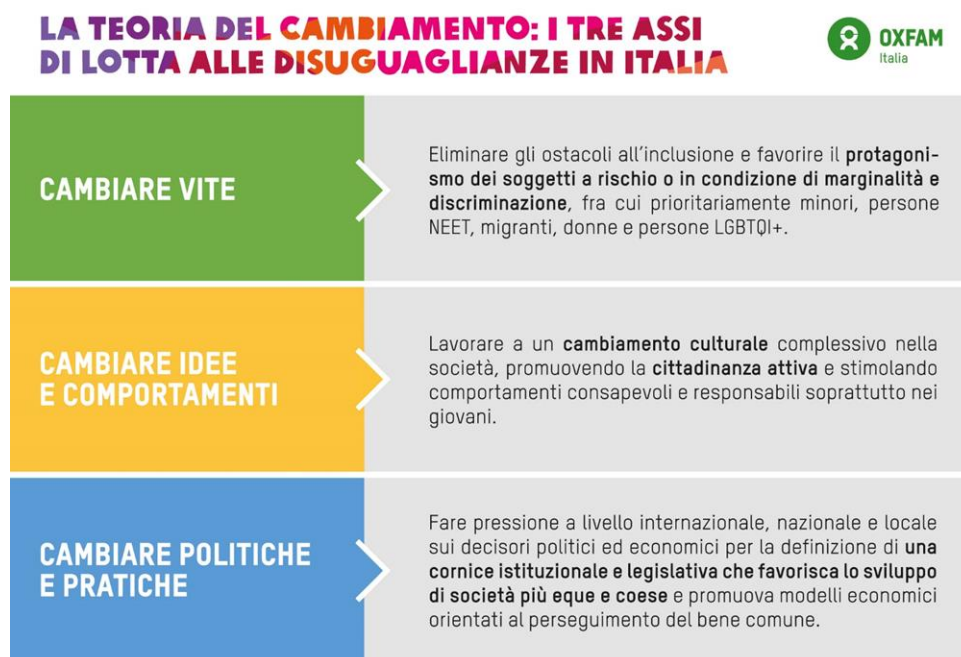 LA TEORIA DEL CAMBIAMENTO: I TRE ASSI
DI LOTTA ALLE DISUGUAGLIANZE IN ITALIA
OXFAM
Italia
CAMBIARE VITE
Eliminare gli ostacoli all'inclusione e favorire il protagoni-
smo dei soggetti a rischio o in condizione di marginalità e
discriminazione, fra cui prioritariamente minori, persone
NEET, migranti, donne e persone LGBTQI+.
CAMBIARE IDEE
E COMPORTAMENTI
Lavorare a un cambiamento culturale complessivo nella
società, promuovendo la cittadinanza attiva e stimolando
comportamenti consapevoli e responsabili soprattutto nei
giovani.
CAMBIARE POLITICHE
E PRATICHE
Fare pressione a livello internazionale, nazionale e locale
sui decisori politici ed economici per la definizione di una
cornice istituzionale e legislativa che favorisca lo sviluppo
di società più eque e coese e promuova modelli economici
orientati al perseguimento del bene comune.